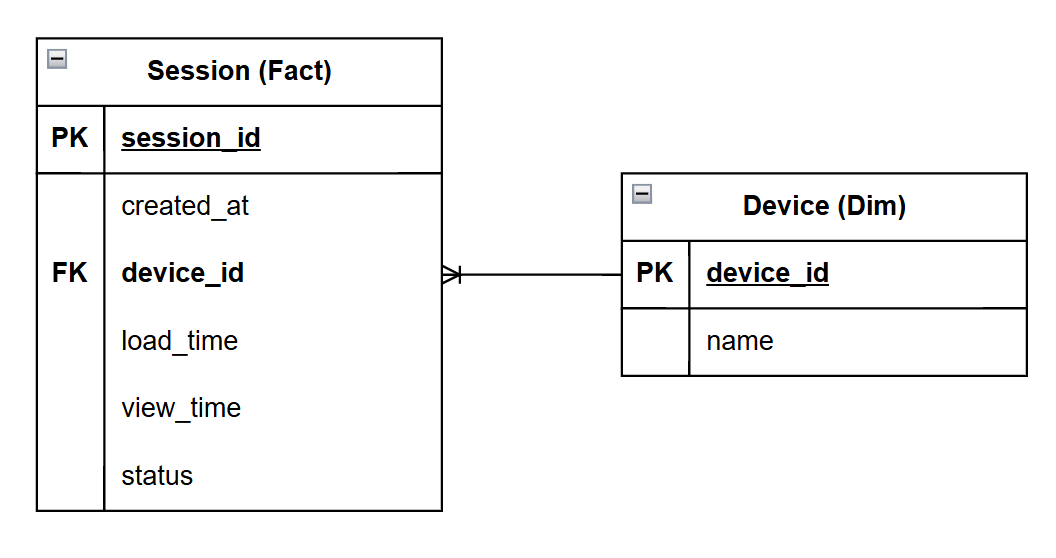 Session (Fact)
PK session_id
created_at
FK device_id
load_time
view_time
status
Device (Dim)
PK device_id
name